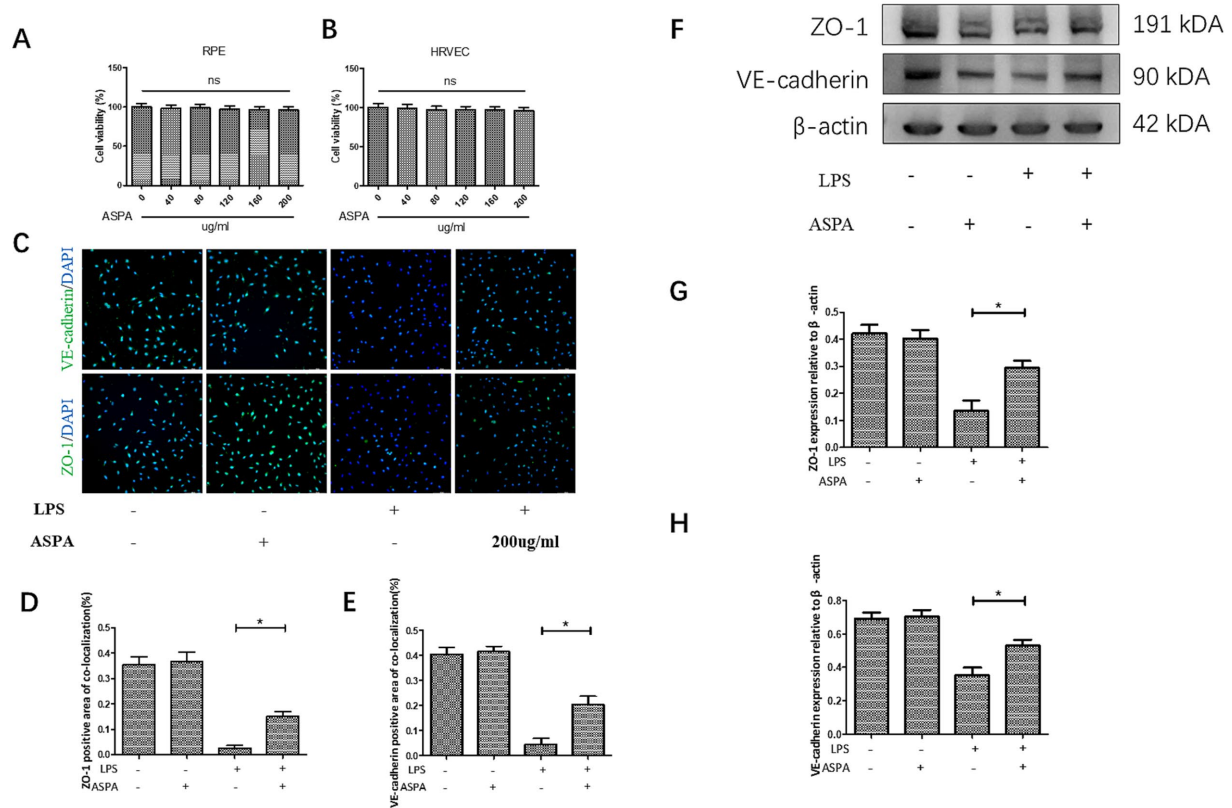 A
RPE
ns
Cell viability (%)
150
100
50
0
0 40 80 120 160 200
ASPA
ug/ml
B
HRVEC
ns
Cell viability (%)
150
100
50
0
0 40 80 120 160 200
ASPA
ug/ml
C
VE-cadherin/DAPI
ZO-1/DAPI
LPS - - + +
ASPA - + - 200ug/ml
D
ZO-1 positive area of co-localization(%)
0.5
0.4
0.3
0.2
0.1
0.0
*
LPS - - + +
ASPA - + - +
E
VE-cadherin positive area of co-localization(%)
0.5
0.4
0.3
0.2
0.1
0.0
*
LPS - - + +
ASPA - + - +
F
ZO-1 191 kDA
VE-cadherin 90 kDA
β-actin 42 kDA
LPS - - + +
ASPA - + - +
G
ZO-1 expression relative to β -actin
0.5
0.4
0.3
0.2
0.1
0.0
*
LPS - - + +
ASPA - + - +
H
VE-cadherin expression relative to β -actin
0.8
0.6
0.4
0.2
0.0
*
LPS - - + +
ASPA - + - +